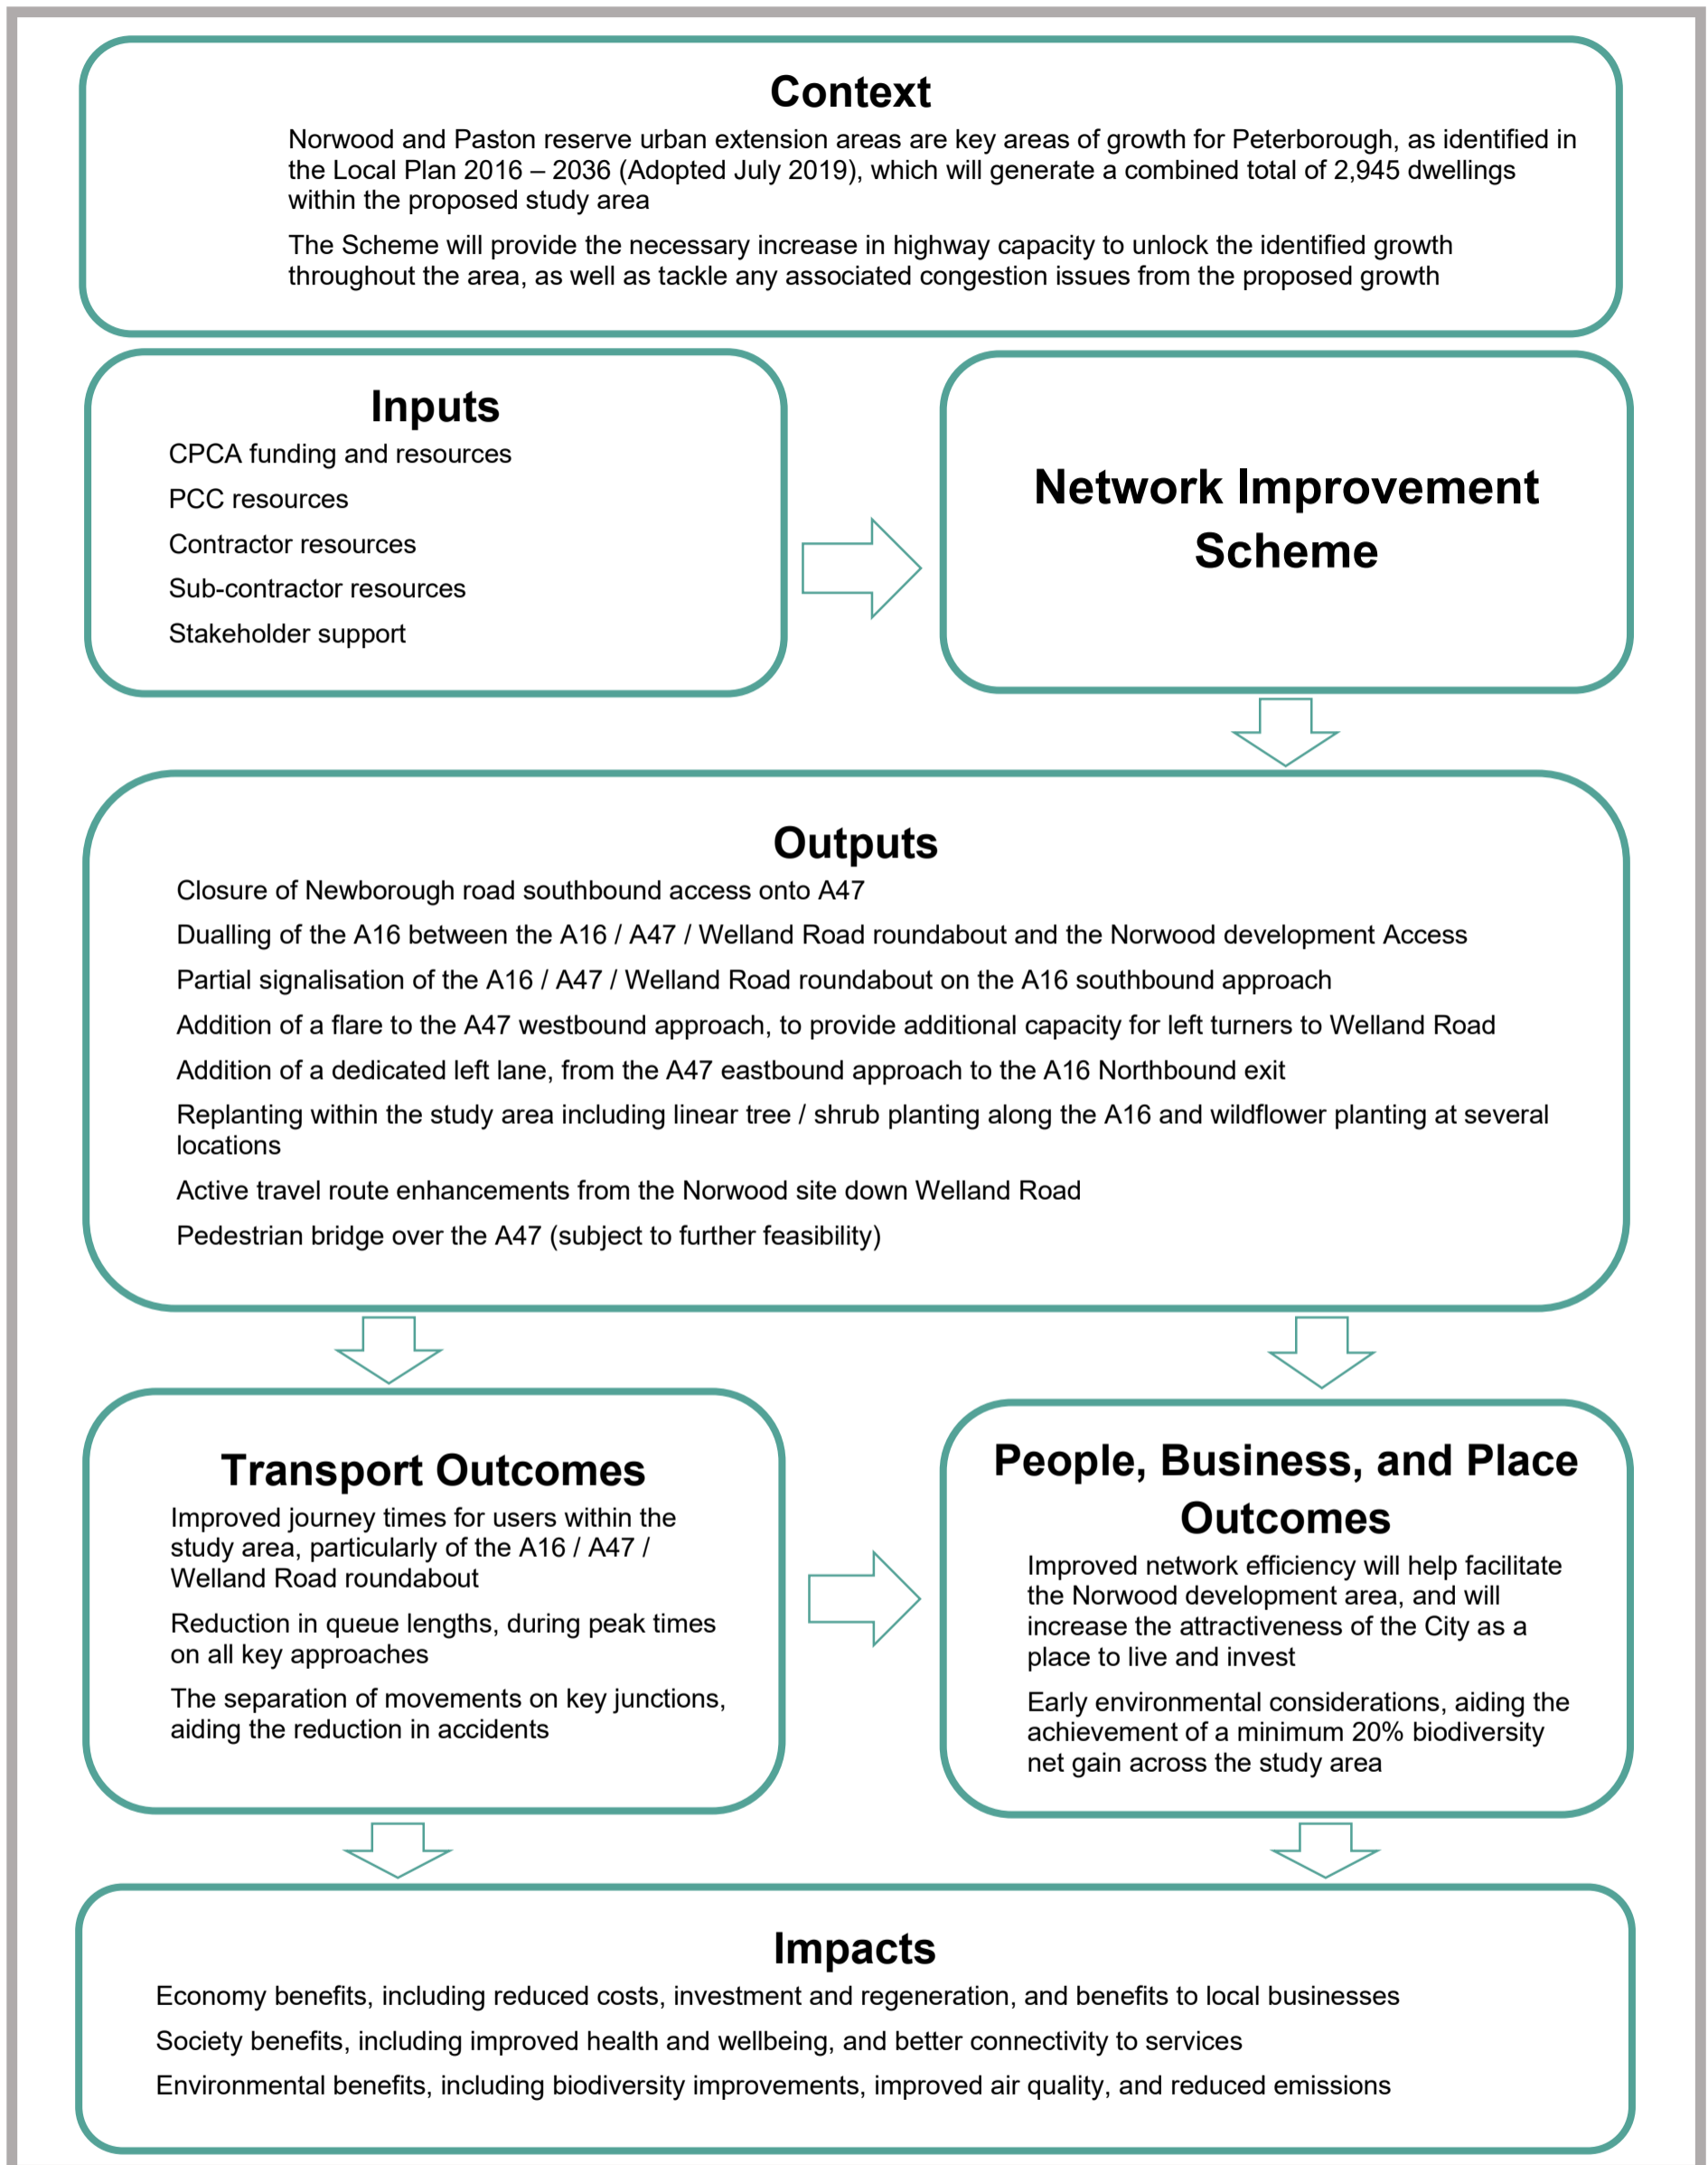 Context
Norwood and Paston reserve urban extension areas are key areas of growth for Peterborough, as identified in
the Local Plan 2016 – 2036 (Adopted July 2019), which will generate a combined total of 2,945 dwellings
within the proposed study area
The Scheme will provide the necessary increase in highway capacity to unlock the identified growth
throughout the area, as well as tackle any associated congestion issues from the proposed growth
Inputs
CPCA funding and resources
PCC resources
Contractor resources
Sub-contractor resources
Stakeholder support
Network Improvement
Scheme
Outputs
Closure of Newborough road southbound access onto A47
Dualling of the A16 between the A16 / A47 / Welland Road roundabout and the Norwood development Access
Partial signalisation of the A16 / A47 / Welland Road roundabout on the A16 southbound approach
Addition of a flare to the A47 westbound approach, to provide additional capacity for left turners to Welland Road
Addition of a dedicated left lane, from the A47 eastbound approach to the A16 Northbound exit
Replanting within the study area including linear tree / shrub planting along the A16 and wildflower planting at several
locations
Active travel route enhancements from the Norwood site down Welland Road
Pedestrian bridge over the A47 (subject to further feasibility)
Transport Outcomes
Improved journey times for users within the
study area, particularly of the A16 / A47 /
Welland Road roundabout
Reduction in queue lengths, during peak times
on all key approaches
The separation of movements on key junctions,
aiding the reduction in accidents
People, Business, and Place
Outcomes
Improved network efficiency will help facilitate
the Norwood development area, and will
increase the attractiveness of the City as a
place to live and invest
Early environmental considerations, aiding the
achievement of a minimum 20% biodiversity
net gain across the study area
Impacts
Economy benefits, including reduced costs, investment and regeneration, and benefits to local businesses
Society benefits, including improved health and wellbeing, and better connectivity to services
Environmental benefits, including biodiversity improvements, improved air quality, and reduced emissions